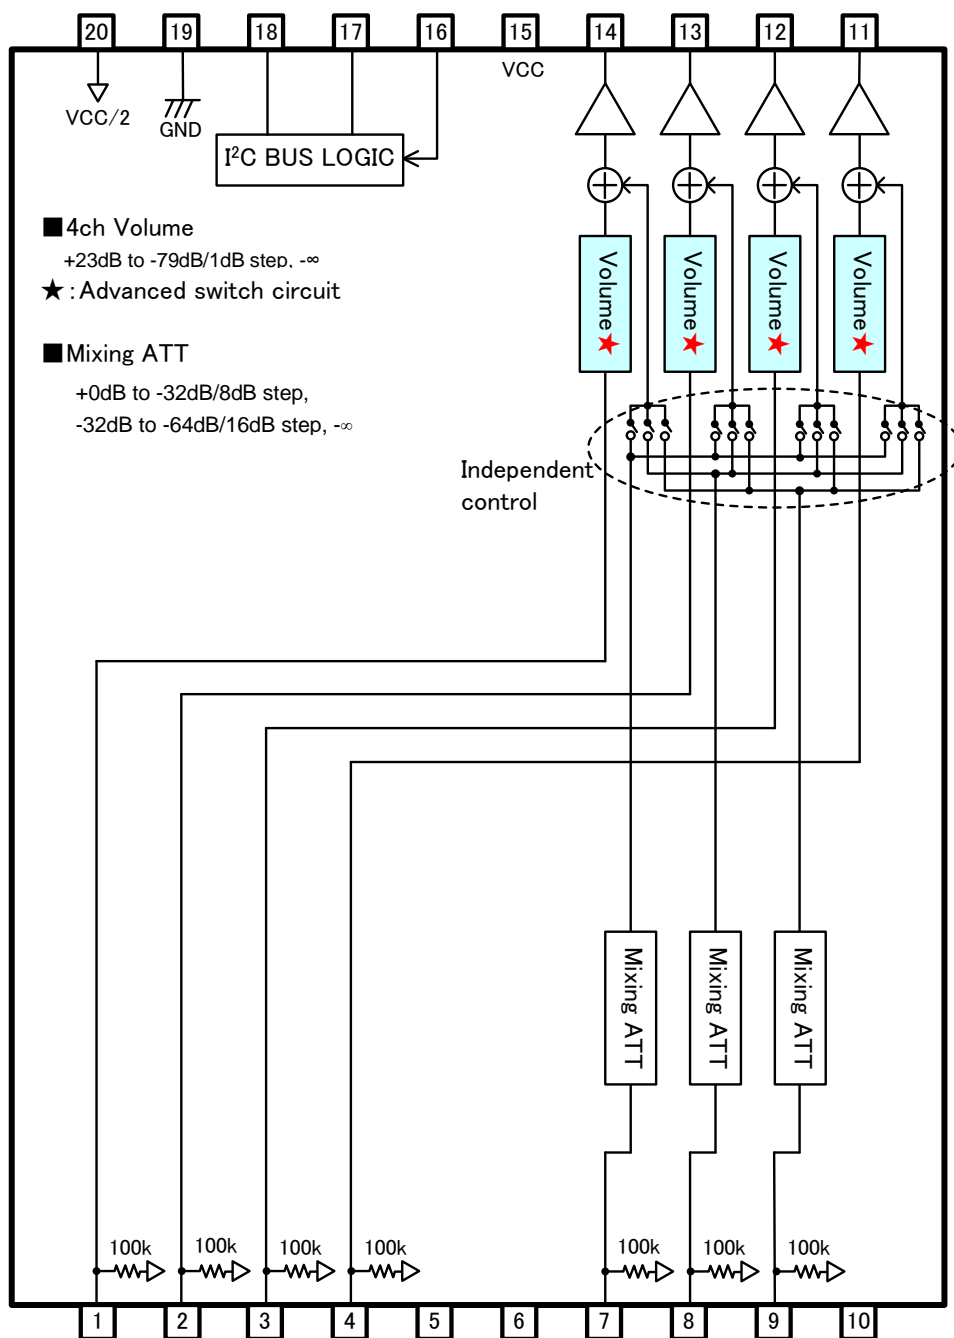 20 19 18 17 16 15 14 13 12 11
VCC
VCC/2
GND
I²C BUS LOGIC
■4ch Volume
+23dB to -79dB/1dB step, -∞
★:Advanced switch circuit
■Mixing ATT
+0dB to -32dB/8dB step,
-32dB to -64dB/16dB step, -∞
Volume★
Volume★
Volume★
Volume★
Independent
control
Mixing ATT
Mixing ATT
Mixing ATT
100k 100k 100k 100k 100k 100k 100k
1 2 3 4 5 6 7 8 9 10